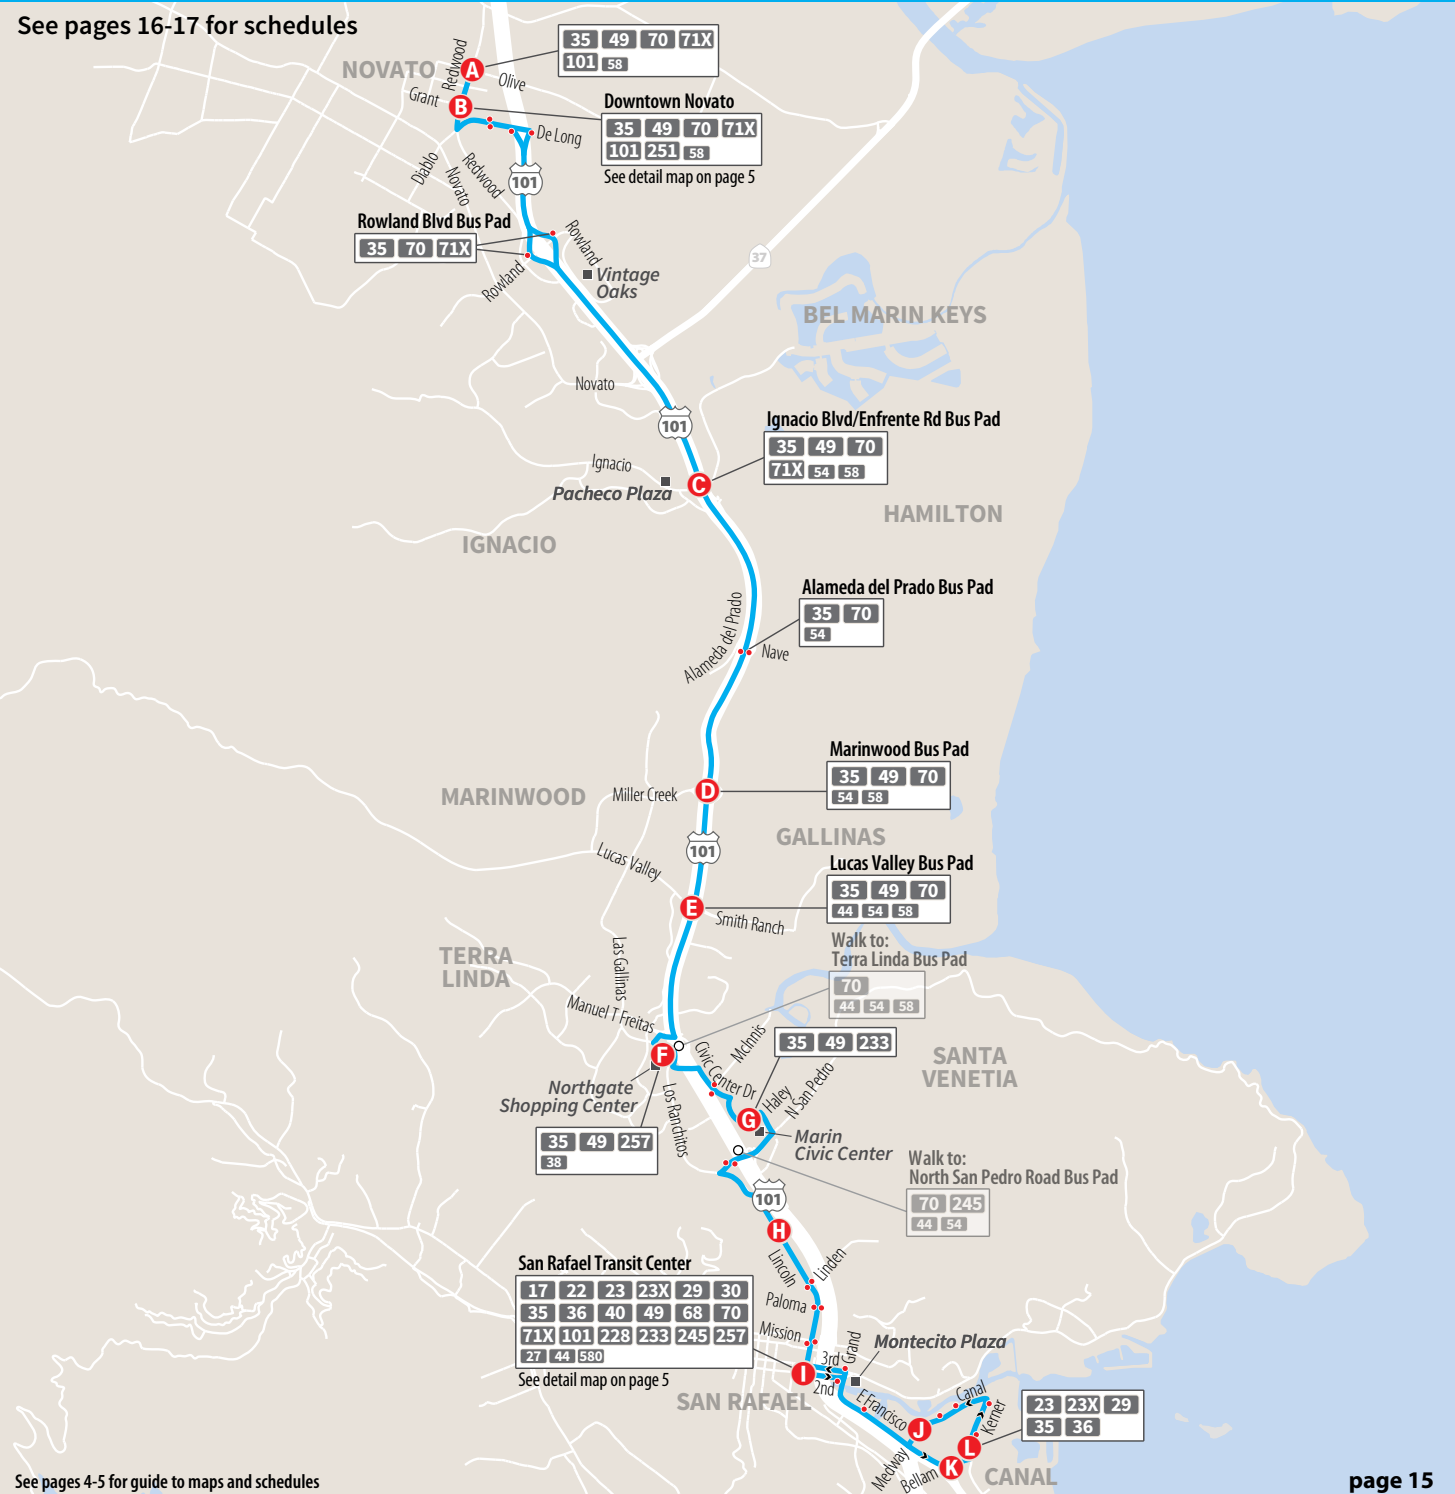 See pages 16-17 for schedules
NOVATO
Redwood
A
Olive
35 49 70 71X
101 58
Grant
B
Downtown Novato
35 49 70 71X
101 251 58
See detail map on page 5
De Long
Diablo
Redwood
Novato
101
Rowland Blvd Bus Pad
35 70 71X
Rowland
Rowland
Vintage
Oaks
37
BEL MARIN KEYS
Novato
101
Ignacio Blvd/Enfrente Rd Bus Pad
35 49 70
71X 54 58
Ignacio
C
Pacheco Plaza
HAMILTON
IGNACIO
Alameda del Prado Bus Pad
35 70
54
Alameda del Prado
Nave
Marinwood Bus Pad
35 49 70
54 58
MARINWOOD
Miller Creek
D
GALLINAS
101
Lucas Valley
Lucas Valley Bus Pad
35 49 70
44 54 58
E
Smith Ranch
TERRA
LINDA
Las Gallinas
Walk to:
Terra Linda Bus Pad
70
44 54 58
Manuel T Freitas
F
Civic Center Dr
McInnis
35 49 233
SANTA
VENETIA
Northgate
Shopping Center
Los Ranchitos
Haley
N San Pedro
G
35 49 257
38
Marin
Civic Center
Walk to:
North San Pedro Road Bus Pad
70 245
44 54
101
H
Lincoln
Linden
San Rafael Transit Center
17 22 23 23X 29 30
35 36 40 49 68 70
71X 101 228 233 245 257
27 44 580
See detail map on page 5
Paloma
Mission
Grand
Montecito Plaza
3rd
I
2nd
SAN RAFAEL
E Francisco
Canal
Kerner
J
23 23X 29
35 36
L
Medway
K
Bellam
CANAL
See pages 4-5 for guide to maps and schedules
page 15